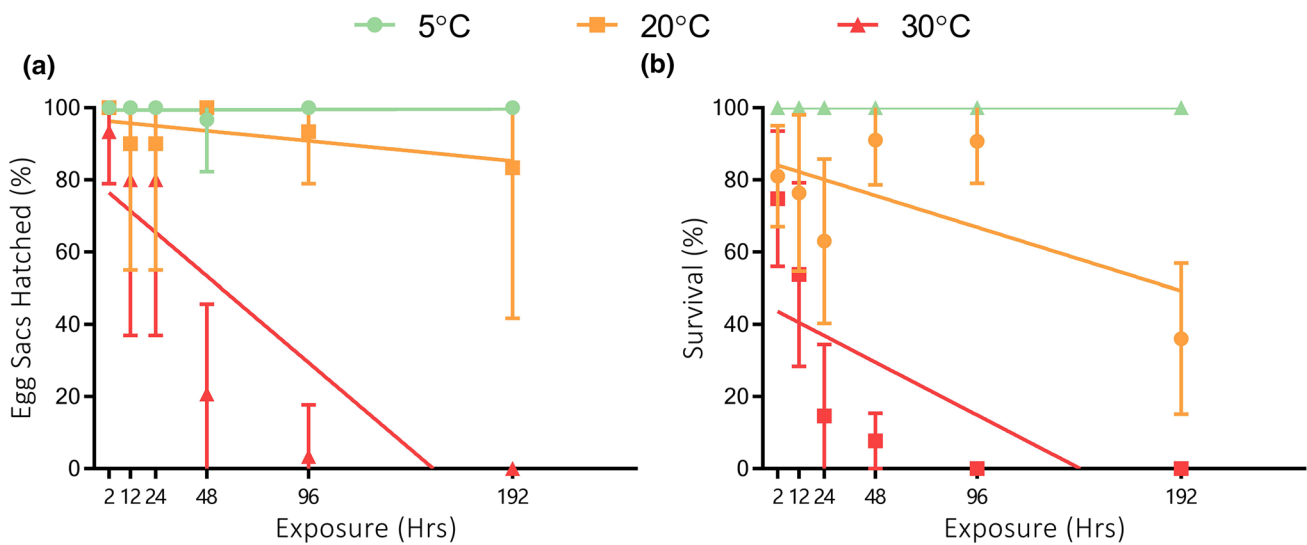 5°C 20°C 30°C
(a)
Egg Sacs Hatched (%)
100
80
60
40
20
0
2 12 24 48 96 192
Exposure (Hrs)
(b)
Survival (%)
100
80
60
40
20
0
2 12 24 48 96 192
Exposure (Hrs)